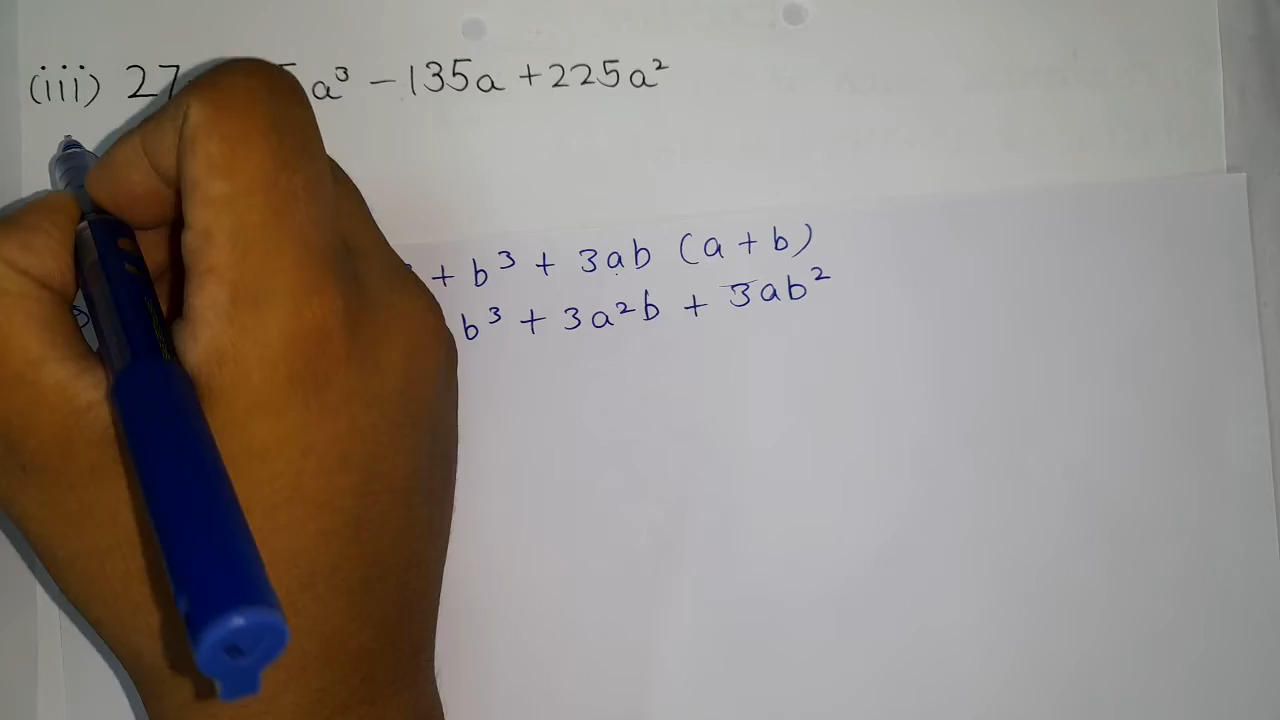 (iii) 27 a³ − 135a + 225a²
+ b³ + 3ab (a + b)
b³ + 3a²b + 3ab²